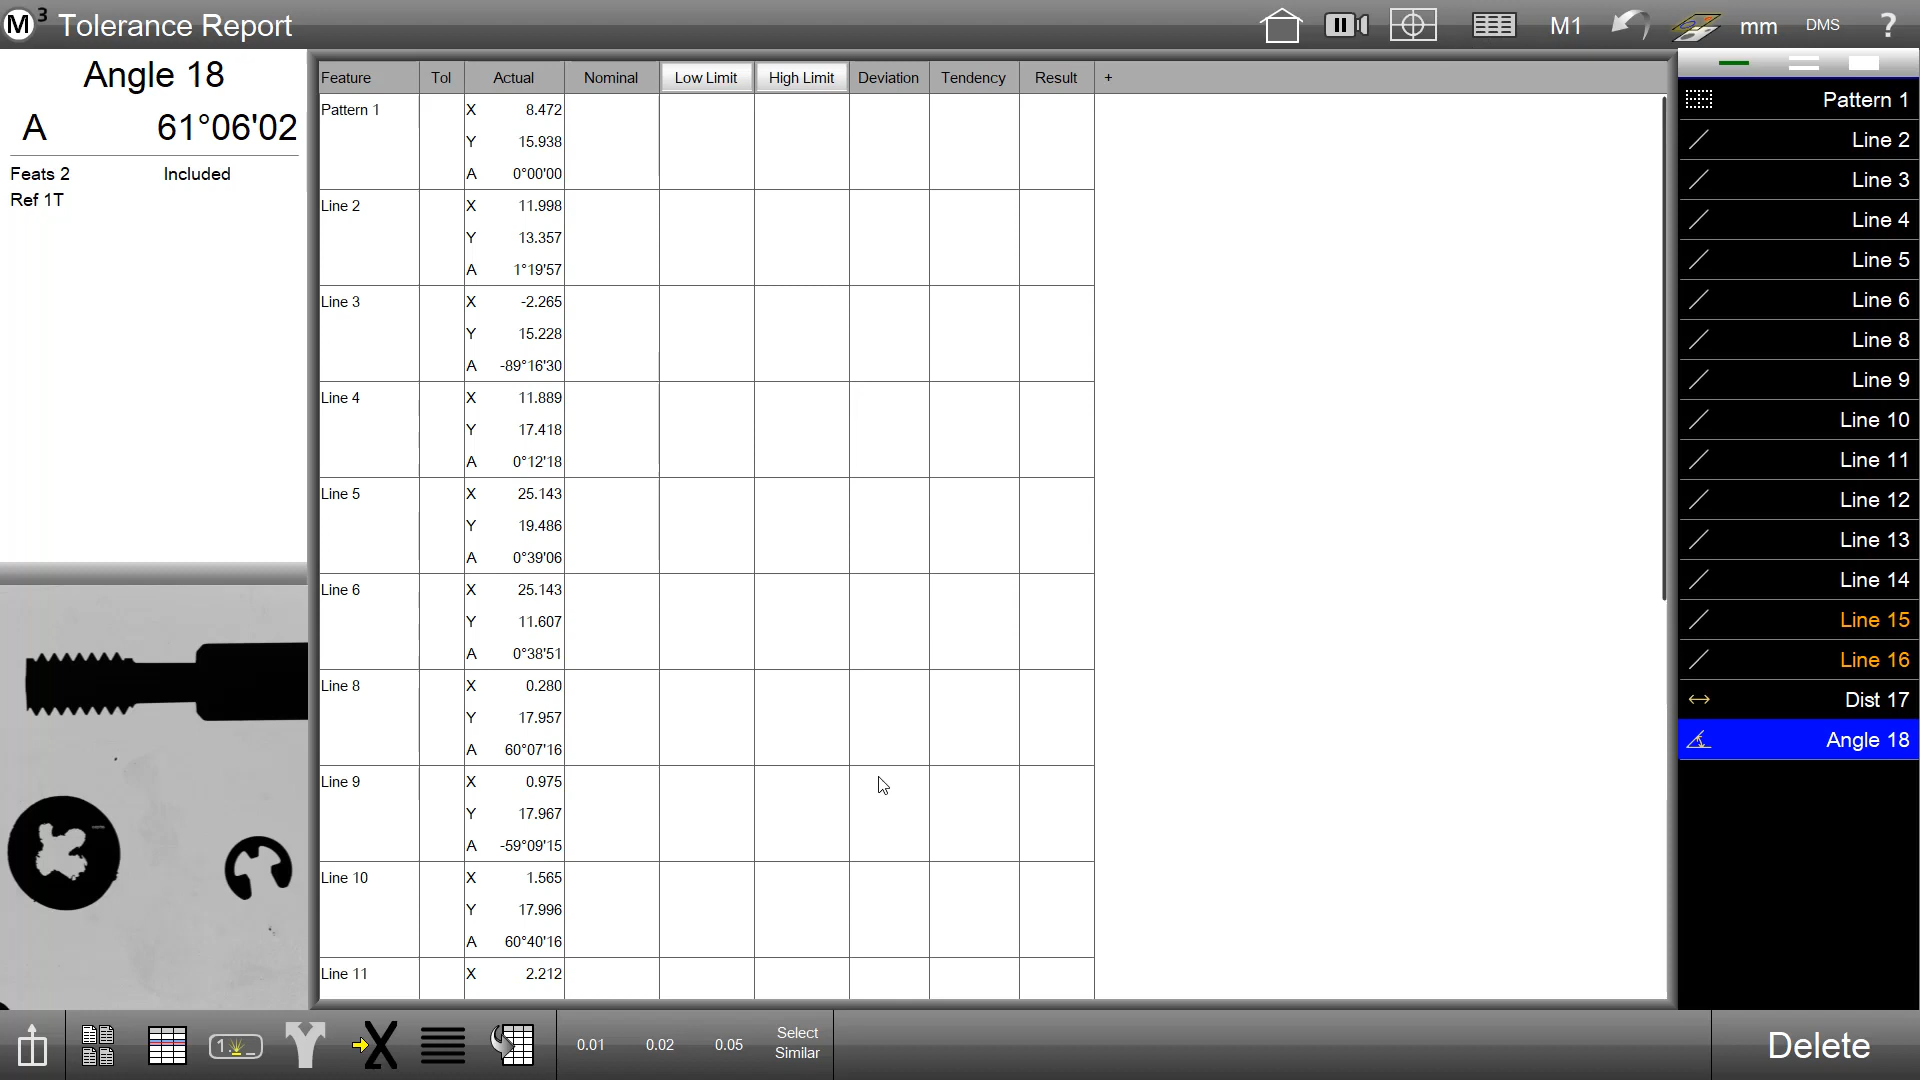 M³ Tolerance Report
M1
mm
DMS
?
Angle 18
A 61°06'02
Feats 2 Included
Ref 1T
Feature Tol Actual Nominal Low Limit High Limit Deviation Tendency Result +
Pattern 1 X 8.472
Y 15.938
A 0°00'00
Line 2 X 11.998
Y 13.357
A 1°19'57
Line 3 X -2.265
Y 15.228
A -89°16'30
Line 4 X 11.889
Y 17.418
A 0°12'18
Line 5 X 25.143
Y 19.486
A 0°39'06
Line 6 X 25.143
Y 11.607
A 0°38'51
Line 8 X 0.280
Y 17.957
A 60°07'16
Line 9 X 0.975
Y 17.967
A -59°09'15
Line 10 X 1.565
Y 17.996
A 60°40'16
Line 11 X 2.212
Pattern 1
Line 2
Line 3
Line 4
Line 5
Line 6
Line 8
Line 9
Line 10
Line 11
Line 12
Line 13
Line 14
Line 15
Line 16
Dist 17
Angle 18
0.01 0.02 0.05
Select
Similar
Delete